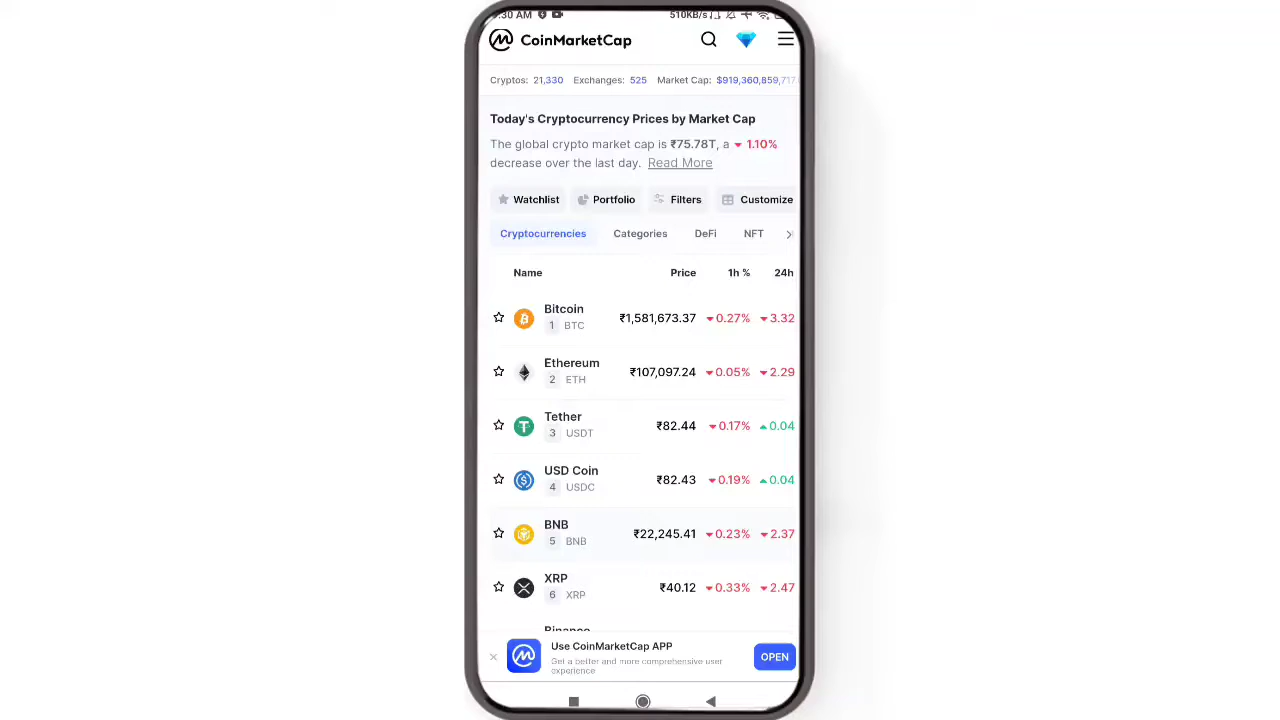 :30 AM 510KB/s
CoinMarketCap
Cryptos: 21,330 Exchanges: 525 Market Cap: $919,360,859,717
Today's Cryptocurrency Prices by Market Cap
The global crypto market cap is ₹75.78T, a 1.10%
decrease over the last day. Read More
Watchlist Portfolio Filters Customize
Cryptocurrencies Categories DeFi NFT
Name Price 1h % 24h
Bitcoin
1 BTC ₹1,581,673.37 0.27% 3.32
Ethereum
2 ETH ₹107,097.24 0.05% 2.29
Tether
3 USDT ₹82.44 0.17% 0.04
USD Coin
4 USDC ₹82.43 0.19% 0.04
BNB
5 BNB ₹22,245.41 0.23% 2.37
XRP
6 XRP ₹40.12 0.33% 2.47
Binance
Use CoinMarketCap APP
Get a better and more comprehensive user
experience
OPEN